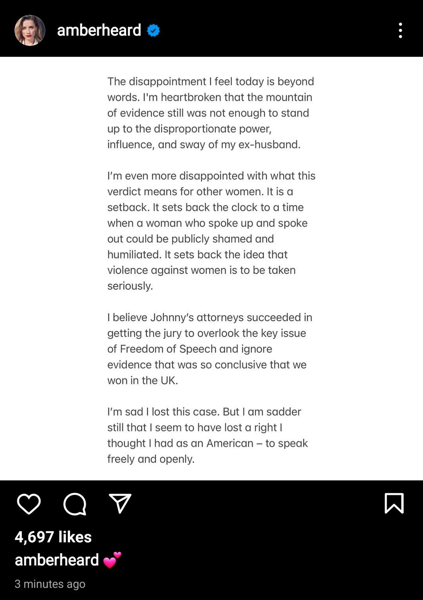 amberheard
The disappointment I feel today is beyond
words. I'm heartbroken that the mountain
of evidence still was not enough to stand
up to the disproportionate power,
influence, and sway of my ex-husband.
I'm even more disappointed with what this
verdict means for other women. It is a
setback. It sets back the clock to a time
when a woman who spoke up and spoke
out could be publicly shamed and
humiliated. It sets back the idea that
violence against women is to be taken
seriously.
I believe Johnny's attorneys succeeded in
getting the jury to overlook the key issue
of Freedom of Speech and ignore
evidence that was so conclusive that we
won in the UK.
I'm sad I lost this case. But I am sadder
still that I seem to have lost a right I
thought I had as an American – to speak
freely and openly.
4,697 likes
amberheard 💕
3 minutes ago